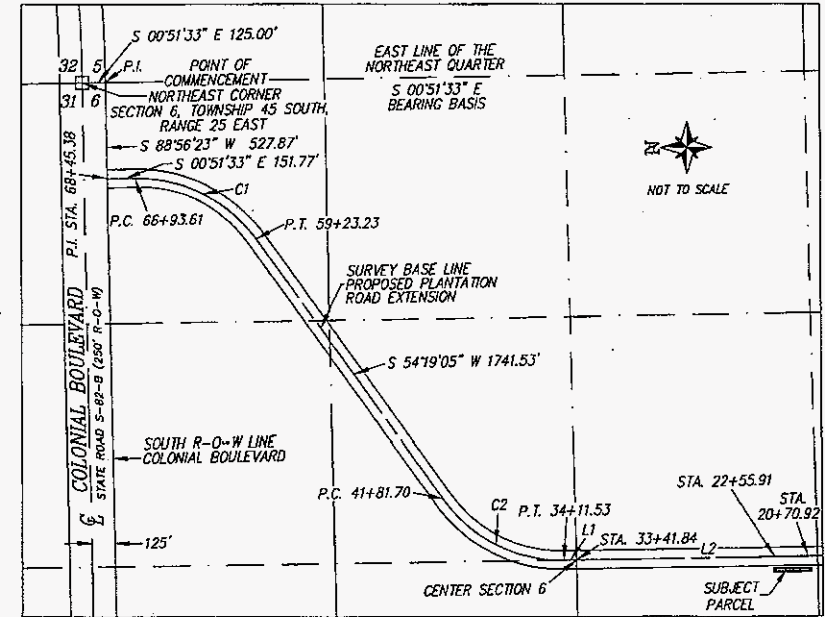 S 00°51'33" E 125.00'
32 5
P.I.
31 6
POINT OF
COMMENCEMENT
NORTHEAST CORNER
SECTION 6, TOWNSHIP 45 SOUTH,
RANGE 25 EAST
EAST LINE OF THE
NORTHEAST QUARTER
S 00°51'33" E
BEARING BASIS
N
NOT TO SCALE
S 88°56'23" W 527.87'
S 00°51'33" E 151.77'
C1
P.C. 66+93.61
P.T. 59+23.23
P.I. STA. 68+45.38
SURVEY BASE LINE
PROPOSED PLANTATION
ROAD EXTENSION
S 54°19'05" W 1741.53'
COLONIAL BOULEVARD
STATE ROAD S-82-B (250' R-O-W)
CL
SOUTH R-O-W LINE
COLONIAL BOULEVARD
125'
P.C. 41+81.70
C2
P.T. 34+11.53
L1
STA. 33+41.84
L2
STA. 22+55.91
STA.
20+70.92
CENTER SECTION 6
SUBJECT
PARCEL